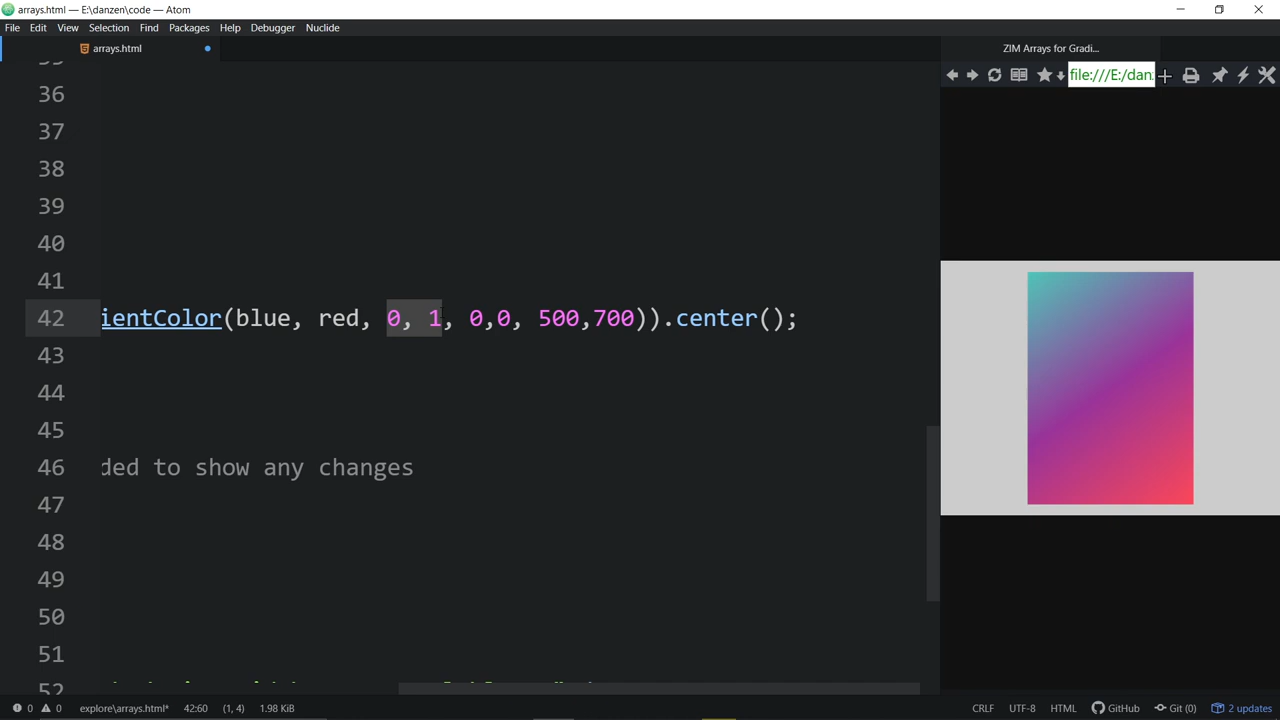 arrays.html — E:\danzen\code — Atom
File Edit View Selection Find Packages Help Debugger Nuclide
arrays.html
ZIM Arrays for Gradi...
file:///E:/dan
36
37
38
39
40
41
42 ientColor(blue, red, 0, 1, 0,0, 500,700)).center();
43
44
45
46 ded to show any changes
47
48
49
50
51
52
0 0 explore\arrays.html* 42:60 (1, 4) 1.98 KiB CRLF UTF-8 HTML GitHub Git (0) 2 updates